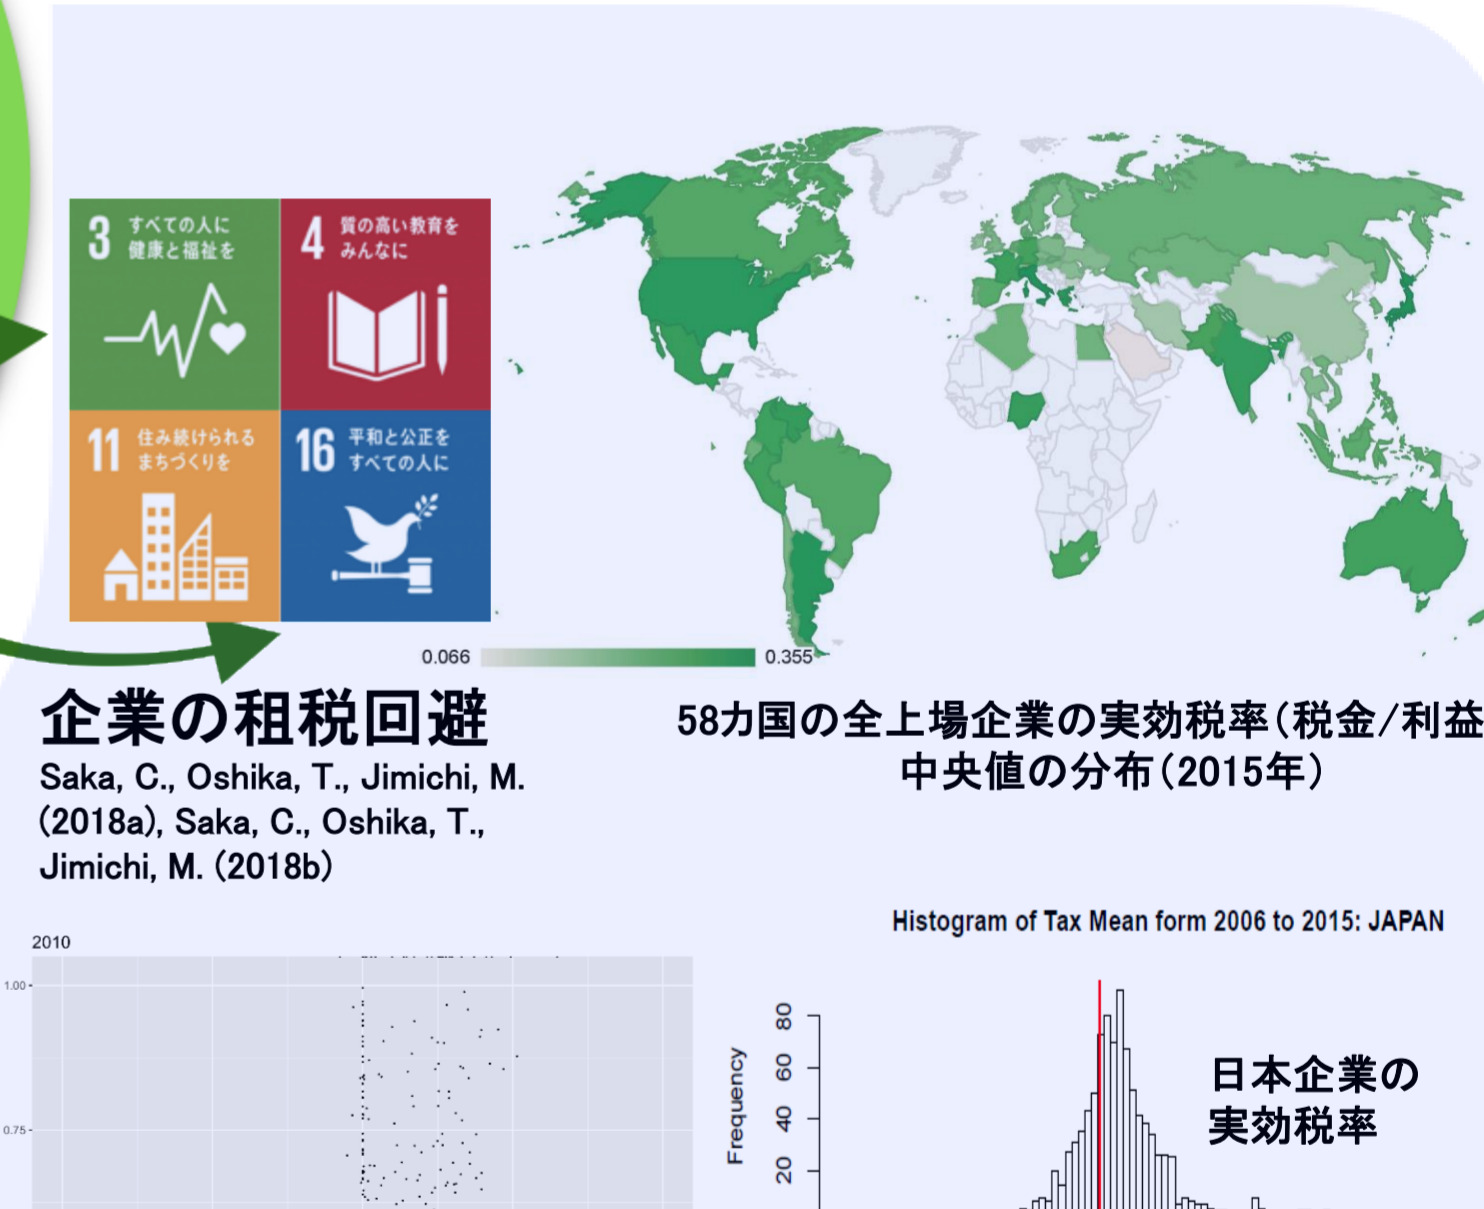 3 すべての人に
健康と福祉を
4 質の高い教育を
みんなに
11 住み続けられる
まちづくりを
16 平和と公正を
すべての人に
0.066
0.355
企業の租税回避
Saka, C., Oshika, T., Jimichi, M.
(2018a), Saka, C., Oshika, T.,
Jimichi, M. (2018b)
58カ国の全上場企業の実効税率(税金/利益
中央値の分布(2015年)
2010
1.00
0.75
Histogram of Tax Mean form 2006 to 2015: JAPAN
Frequency
80
60
40
20
日本企業の
実効税率